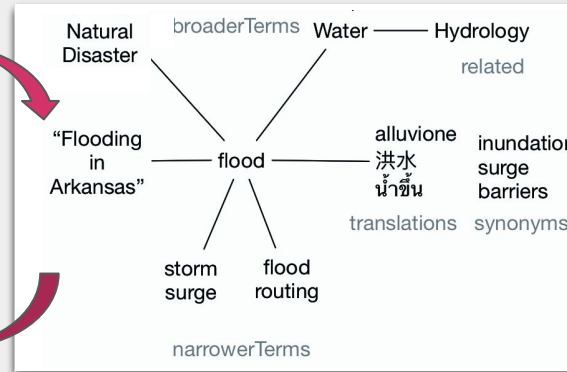 Natural
Disaster
broaderTerms
Water
Hydrology
related
“Flooding
in
Arkansas”
flood
alluvione
洪水
น้ำขึ้น
translations
inundation
surge
barriers
synonyms
storm
surge
flood
routing
narrowerTerms